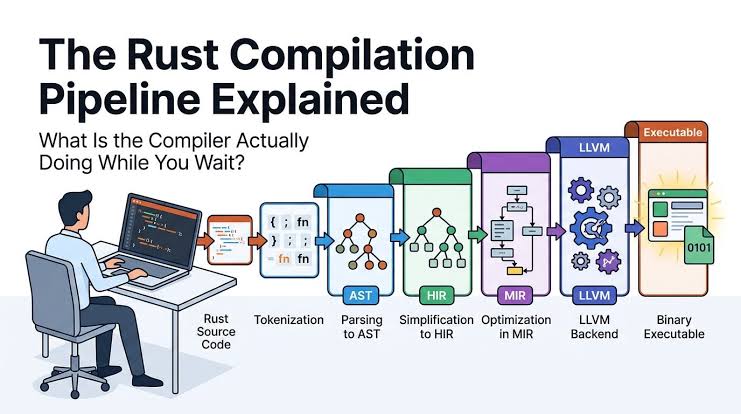 The Rust Compilation
Pipeline Explained
What Is the Compiler Actually
Doing While You Wait?
Executable
LLVM
{ ; fn
} ; ;
= fn fn
0101
AST
HIR
MIR
LLVM
Rust
Source
Code
Tokenization
Parsing
to AST
Simplification
to HIR
Optimization
in MIR
LLVM
Backend
Binary
Executable